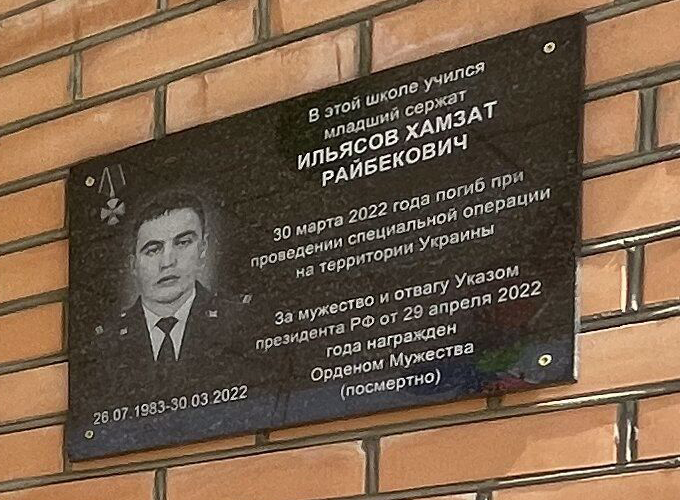 В этой школе учился
младший сержат
ИЛЬЯСОВ ХАМЗАТ
РАЙБЕКОВИЧ
30 марта 2022 года погиб при
проведении специальной операции
на территории Украины
За мужество и отвагу Указом
президента РФ от 29 апреля 2022
года награжден
Орденом Мужества
(посмертно)
26.07.1983-30.03.2022